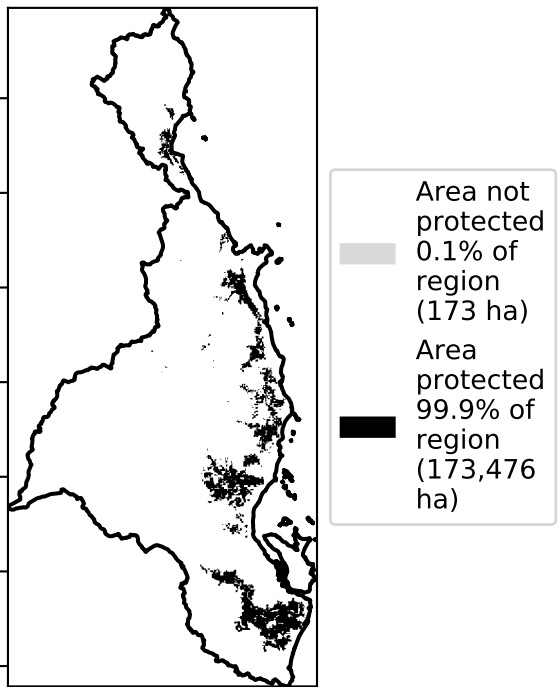 Area not
protected
0.1% of
region
(173 ha)
Area
protected
99.9% of
region
(173,476
ha)